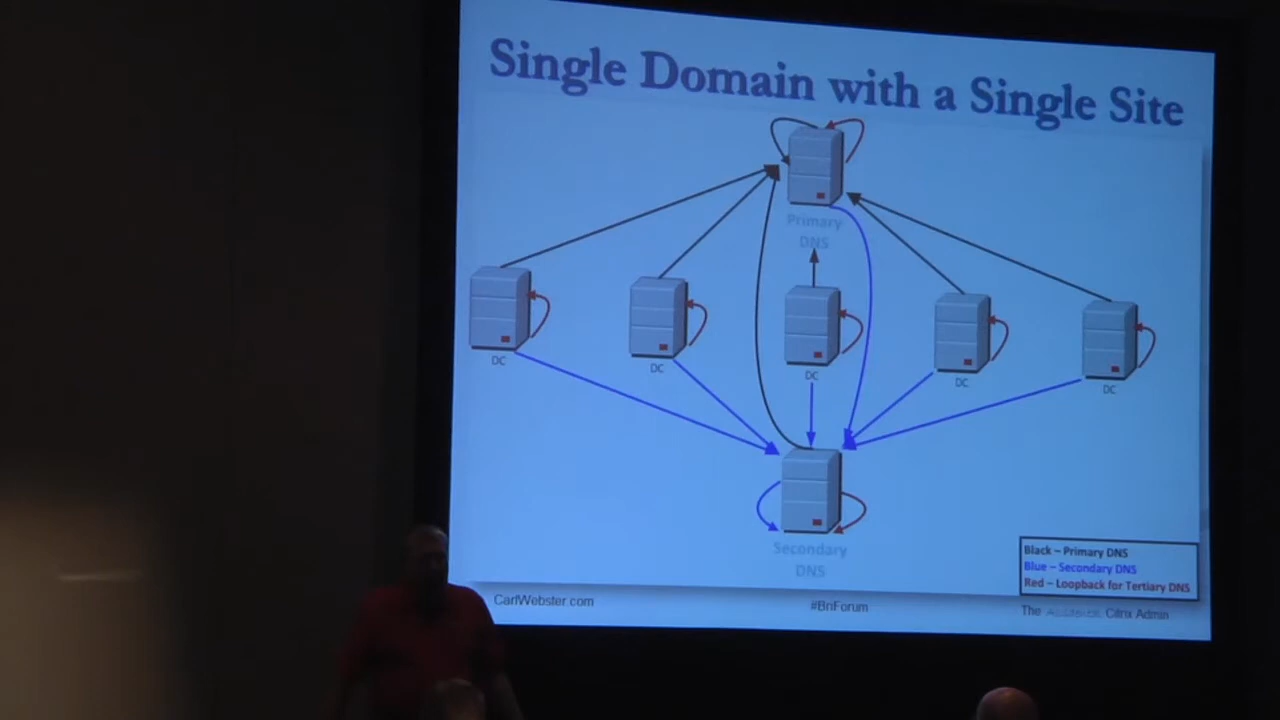 Single Domain with a Single Site
Primary
DNS
DC
DC
DC
DC
DC
Secondary
DNS
Black – Primary DNS
Blue – Secondary DNS
Red – Loopback for Tertiary DNS
CarlWebster.com
#BriForum
The Accidental Citrix Admin